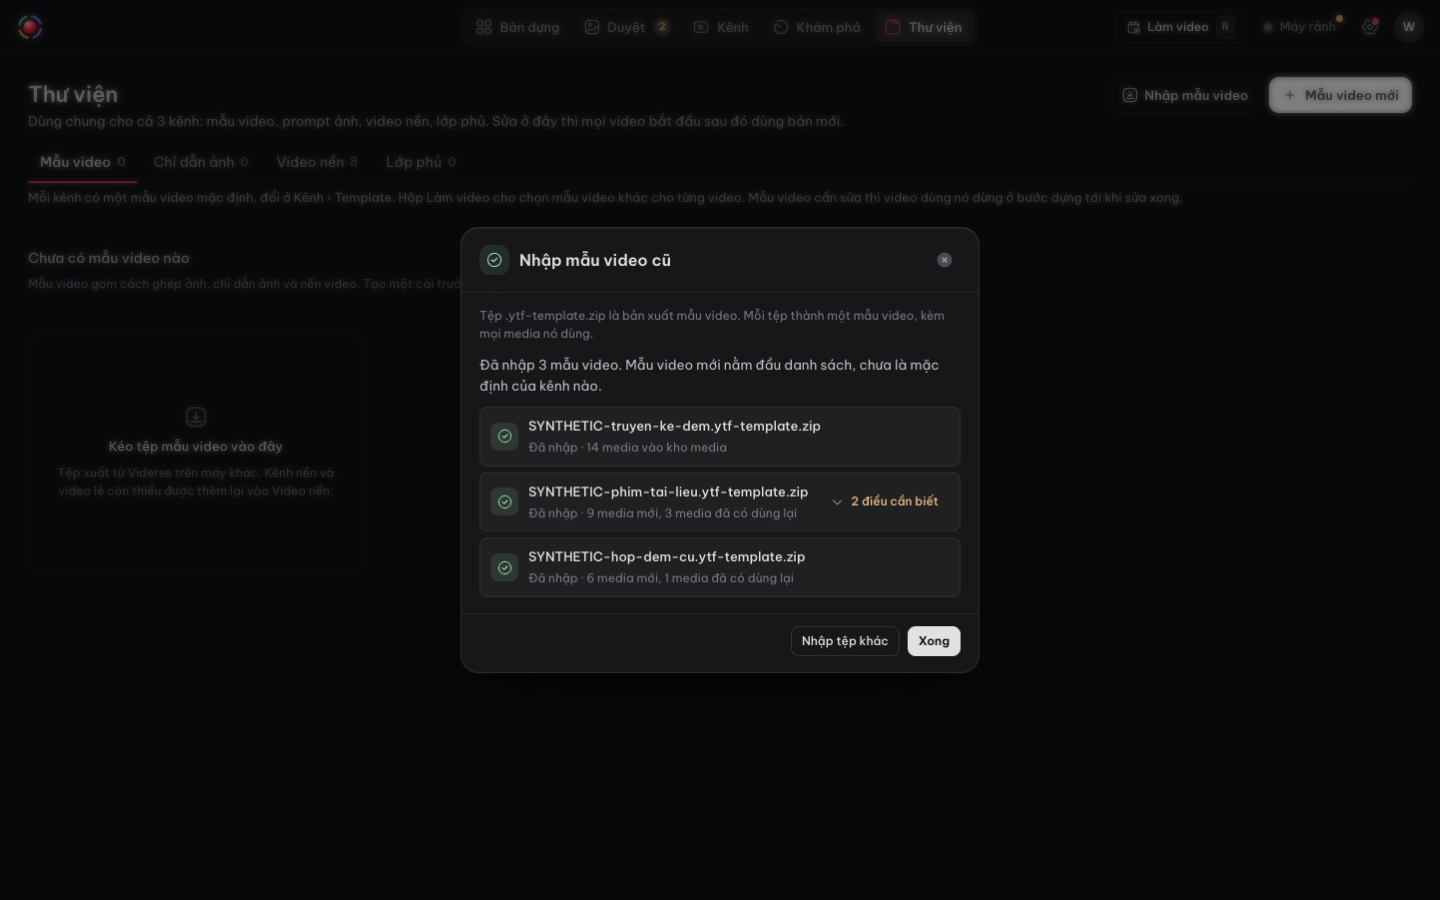 Bàn dựng
Duyệt 2
Kênh
Khám phá
Thư viện
Làm video N
Máy rảnh
W
Thư viện
Dùng chung cho cả 3 kênh: mẫu video, prompt ảnh, video nền, lớp phủ. Sửa ở đây thì mọi video bắt đầu sau đó dùng bản mới.
Nhập mẫu video
+ Mẫu video mới
Mẫu video 0
Chỉ dẫn ảnh 0
Video nền 8
Lớp phủ 0
Mỗi kênh có một mẫu video mặc định, đổi ở Kênh › Template. Hộp Làm video cho chọn mẫu video khác cho từng video. Mẫu video cần sửa thì video dùng nó dừng ở bước dựng tới khi sửa xong.
Chưa có mẫu video nào
Mẫu video gom cách ghép ảnh, chỉ dẫn ảnh và nền video. Tạo một cái trướ
Kéo tệp mẫu video vào đây
Tệp xuất từ Viderse trên máy khác. Kênh nền và
video lẻ còn thiếu được thêm lại vào Video nền.
Nhập mẫu video cũ
Tệp .ytf-template.zip là bản xuất mẫu video. Mỗi tệp thành một mẫu video, kèm
mọi media nó dùng.
Đã nhập 3 mẫu video. Mẫu video mới nằm đầu danh sách, chưa là mặc
định của kênh nào.
SYNTHETIC-truyen-ke-dem.ytf-template.zip
Đã nhập · 14 media vào kho media
SYNTHETIC-phim-tai-lieu.ytf-template.zip
Đã nhập · 9 media mới, 3 media đã có dùng lại
2 điều cần biết
SYNTHETIC-hop-dem-cu.ytf-template.zip
Đã nhập · 6 media mới, 1 media đã có dùng lại
Nhập tệp khác
Xong